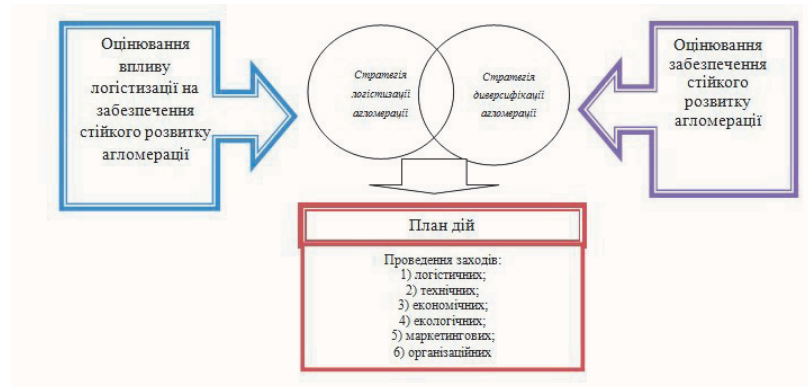 Оцінювання
впливу
логістизації на
забезпечення
стійкого розвитку
агломерації
Стратегія
логістизації
агломерації
Стратегія
диверсифікації
агломерації
Оцінювання
забезпечення
стійкого
розвитку
агломерації
План дій
Проведення заходів:
1) логістичних;
2) технічних;
3) економічних;
4) екологічних;
5) маркетингових;
6) організаційних